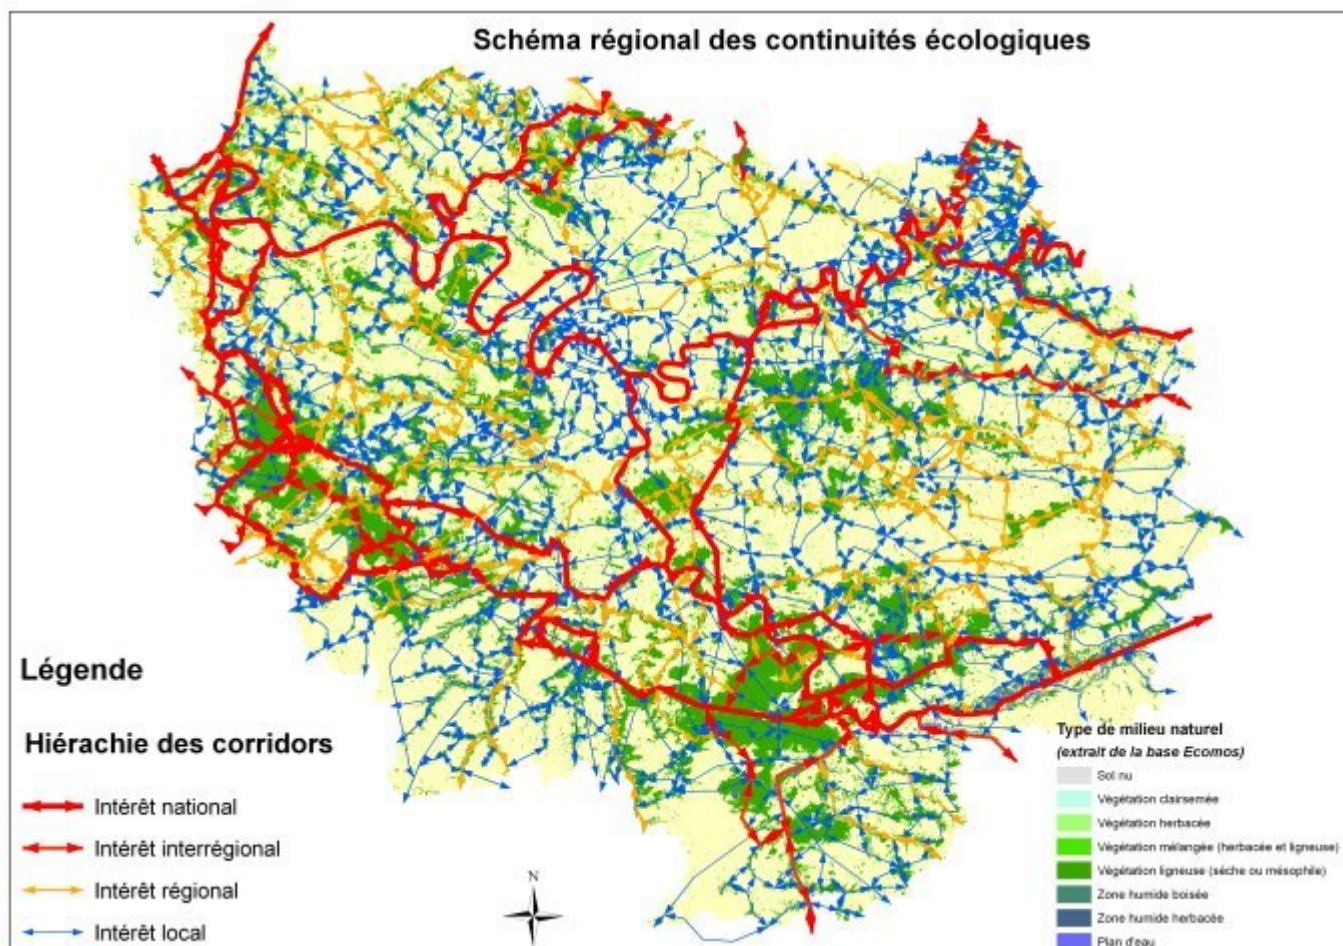 Schéma régional des continuités écologiques
Légende
Hiérachie des corridors
Intérêt national
Intérêt interrégional
Intérêt régional
Intérêt local
N
Type de milieu naturel
(extrait de la base Ecomos)
Sol nu
Végétation clairsemée
Végétation herbacée
Végétation mélangée (herbacée et ligneuse)
Végétation ligneuse (sèche ou mésophile)
Zone humide boisée
Zone humide herbacée
Plan d'eau